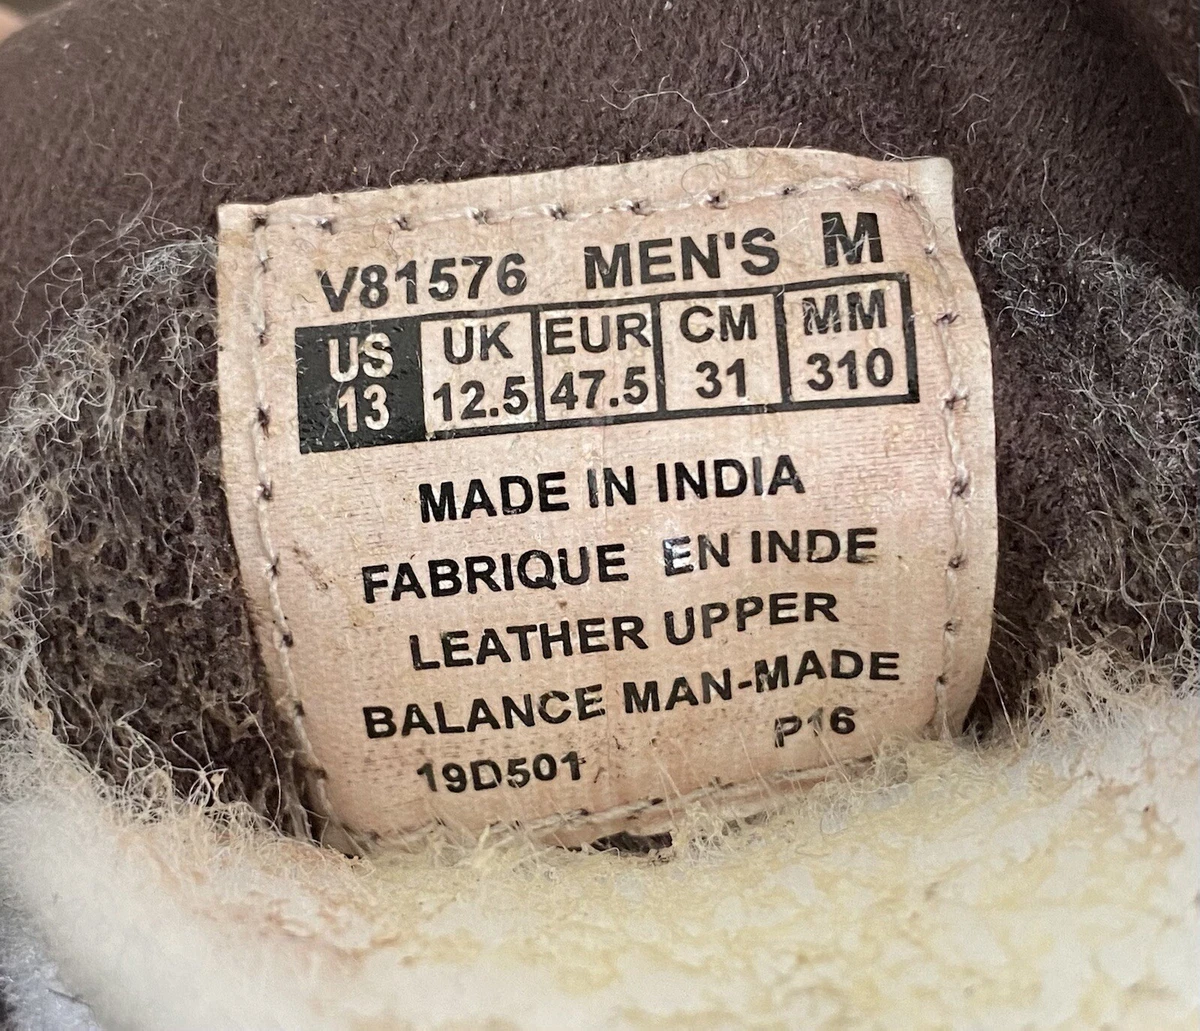 V81576 MEN'S M
US UK EUR CM MM
13 12.5 47.5 31 310
MADE IN INDIA
FABRIQUE EN INDE
LEATHER UPPER
BALANCE MAN-MADE
19D501 P16